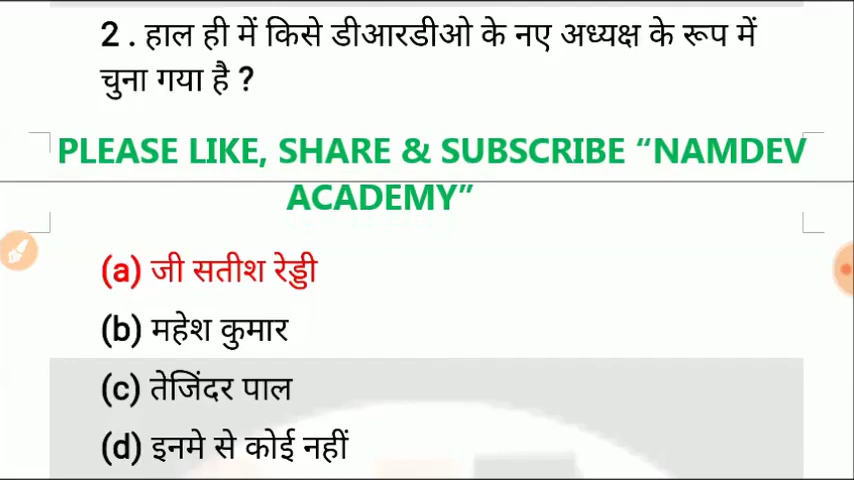 2 . हाल ही में किसे डीआरडीओ के नए अध्यक्ष के रूप में
चुना गया है ?
PLEASE LIKE, SHARE & SUBSCRIBE “NAMDEV
ACADEMY”
(a) जी सतीश रेड्डी
(b) महेश कुमार
(c) तेजिंदर पाल
(d) इनमे से कोई नहीं